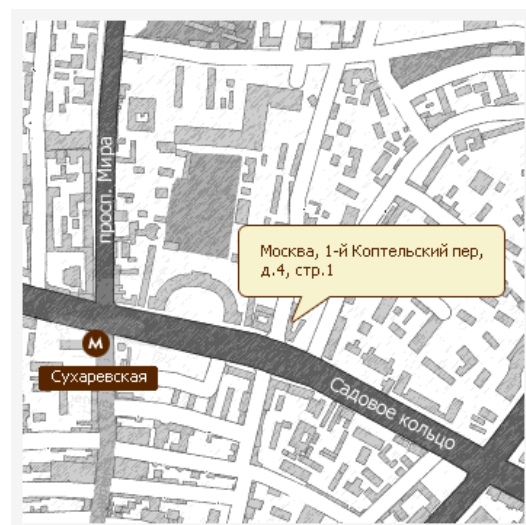 просп. Мира
Москва, 1-й Коптельский пер,
д.4, стр.1
М
Сухаревская
Садовое кольцо